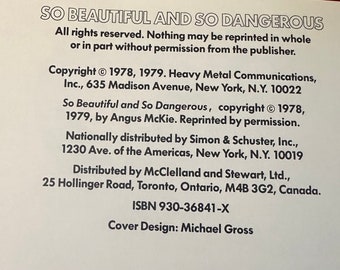 SO BEAUTIFUL AND SO DANGEROUS
All rights reserved. Nothing may be reprinted in whole
or in part without permission from the publisher.
Copyright © 1978, 1979. Heavy Metal Communications,
Inc., 635 Madison Avenue, New York, N.Y. 10022
So Beautiful and So Dangerous, copyright © 1978,
1979, by Angus McKie. Reprinted by permission.
Nationally distributed by Simon & Schuster, Inc.,
1230 Ave. of the Americas, New York, N.Y. 10019
Distributed by McClelland and Stewart, Ltd.,
25 Hollinger Road, Toronto, Ontario, M4B 3G2, Canada.
ISBN 930-36841-X
Cover Design: Michael Gross